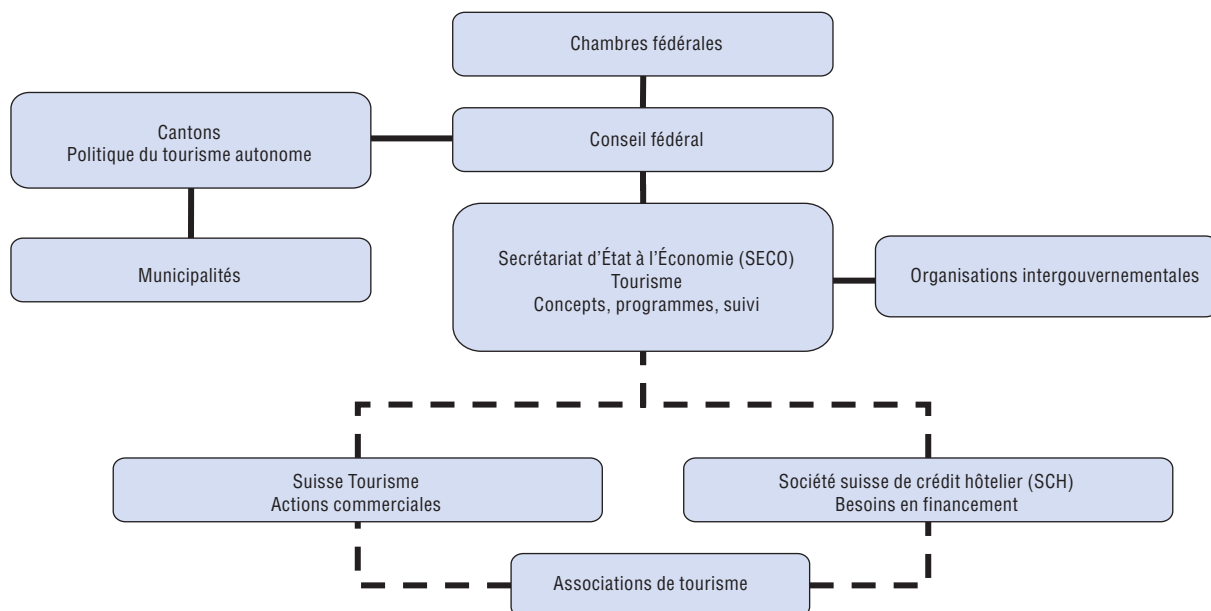 Chambres fédérales
Cantons
Politique du tourisme autonome
Conseil fédéral
Municipalités
Secrétariat d’État à l’Économie (SECO)
Tourisme
Concepts, programmes, suivi
Organisations intergouvernementales
Suisse Tourisme
Actions commerciales
Société suisse de crédit hôtelier (SCH)
Besoins en financement
Associations de tourisme